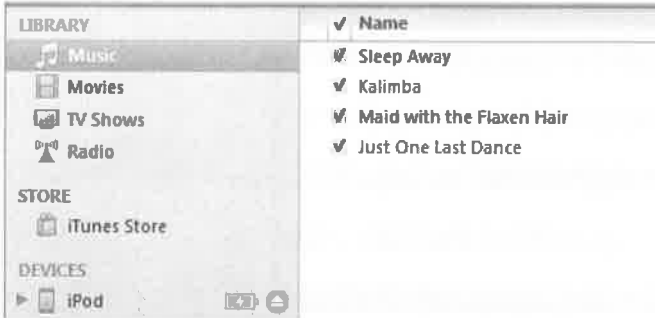 LIBRARY
Music
Movies
TV Shows
Radio
STORE
iTunes Store
DEVICES
iPod
Name
Sleep Away
Kalimba
Maid with the Flaxen Hair
Just One Last Dance